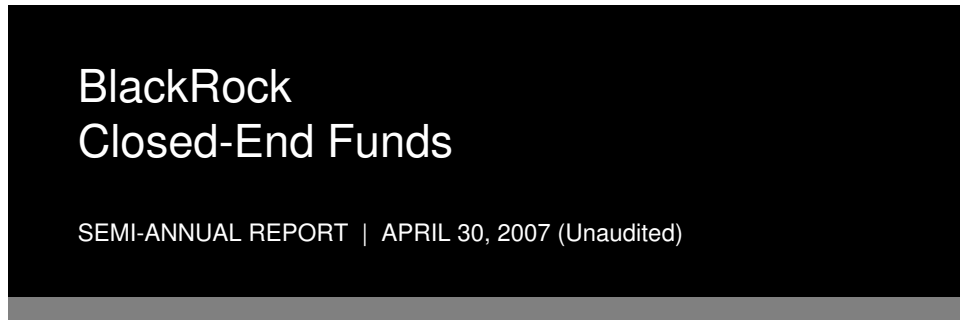 BlackRock
Closed-End Funds
SEMI-ANNUAL REPORT | APRIL 30, 2007 (Unaudited)